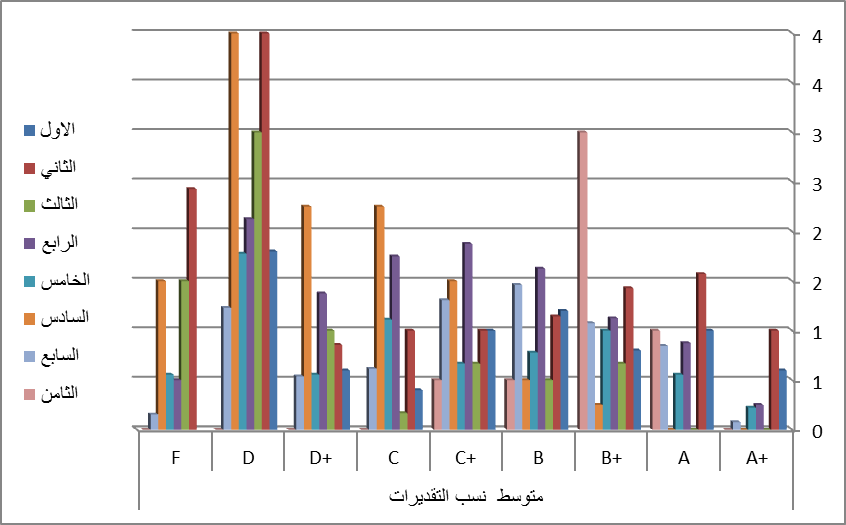 4
4
3
3
2
2
1
1
0
الاول
الثاني
الثالث
الرابع
الخامس
السادس
السابع
الثامن
F D D+ C C+ B B+ A A+
متوسط نسب التقديرات